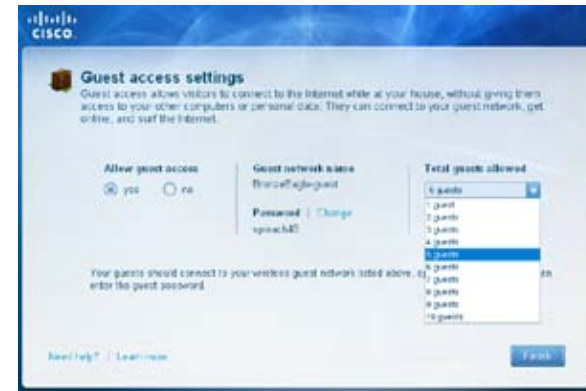 CISCO
Guest access settings
Guest access allows visitors to connect to the Internet while at your house, without giving them
access to your other computers or personal data. They can connect to your guest network, get
online, and surf the Internet.
Allow guest access
yes no
Guest network name
BronzeEagle-guest
Password | Change
Total guests allowed
5 guests
1 guest
2 guests
3 guests
4 guests
5 guests
6 guests
7 guests
8 guests
9 guests
10 guests
Your guests should connect to your wireless guest network listed above,
enter the guest password.
Need help? | Learn more
Finish